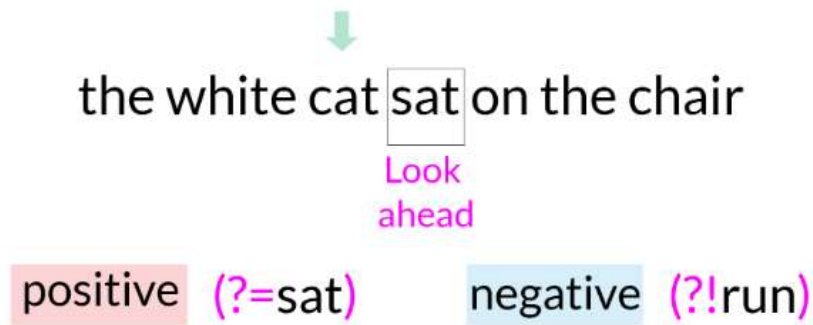 the white cat sat on the chair
Look
ahead
positive (?=sat) negative (?!run)